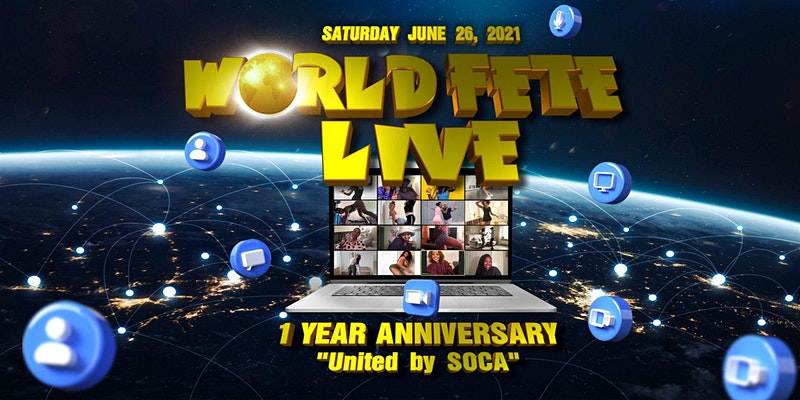 SATURDAY JUNE 26, 2021
WORLD FETE
LIVE
1 YEAR ANNIVERSARY
"United by SOCA"